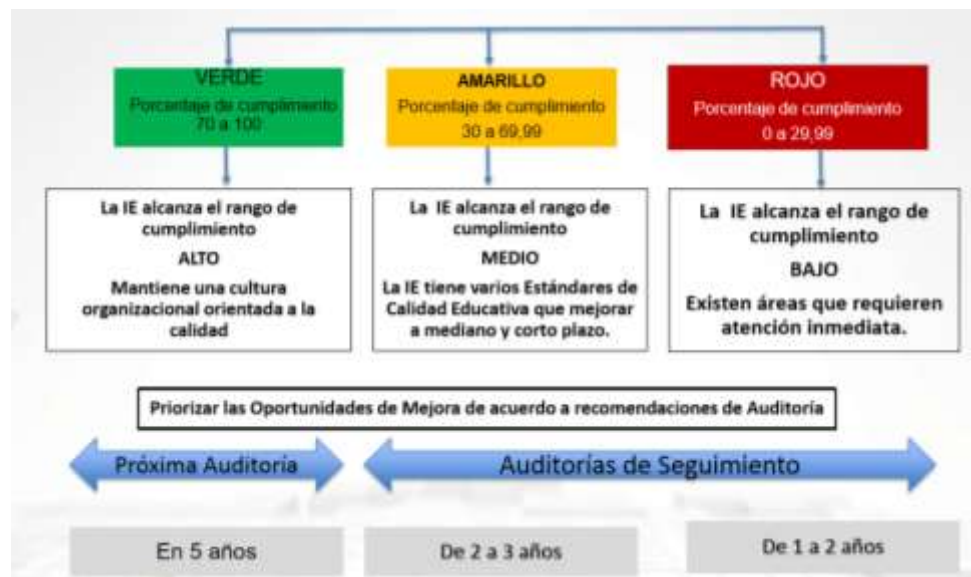 VERDE
Porcentaje de cumplimiento
70 a 100
AMARILLO
Porcentaje de cumplimiento
30 a 69,99
ROJO
Porcentaje de cumplimiento
0 a 29,99
La IE alcanza el rango de
cumplimiento
ALTO
Mantiene una cultura
organizacional orientada a la
calidad
La IE alcanza el rango de
cumplimiento
MEDIO
La IE tiene varios Estándares de
Calidad Educativa que mejorar
a mediano y corto plazo.
La IE alcanza el rango de
cumplimiento
BAJO
Existen áreas que requieren
atención inmediata.
Priorizar las Oportunidades de Mejora de acuerdo a recomendaciones de Auditoría
Próxima Auditoría
Auditorías de Seguimiento
En 5 años
De 2 a 3 años
De 1 a 2 años